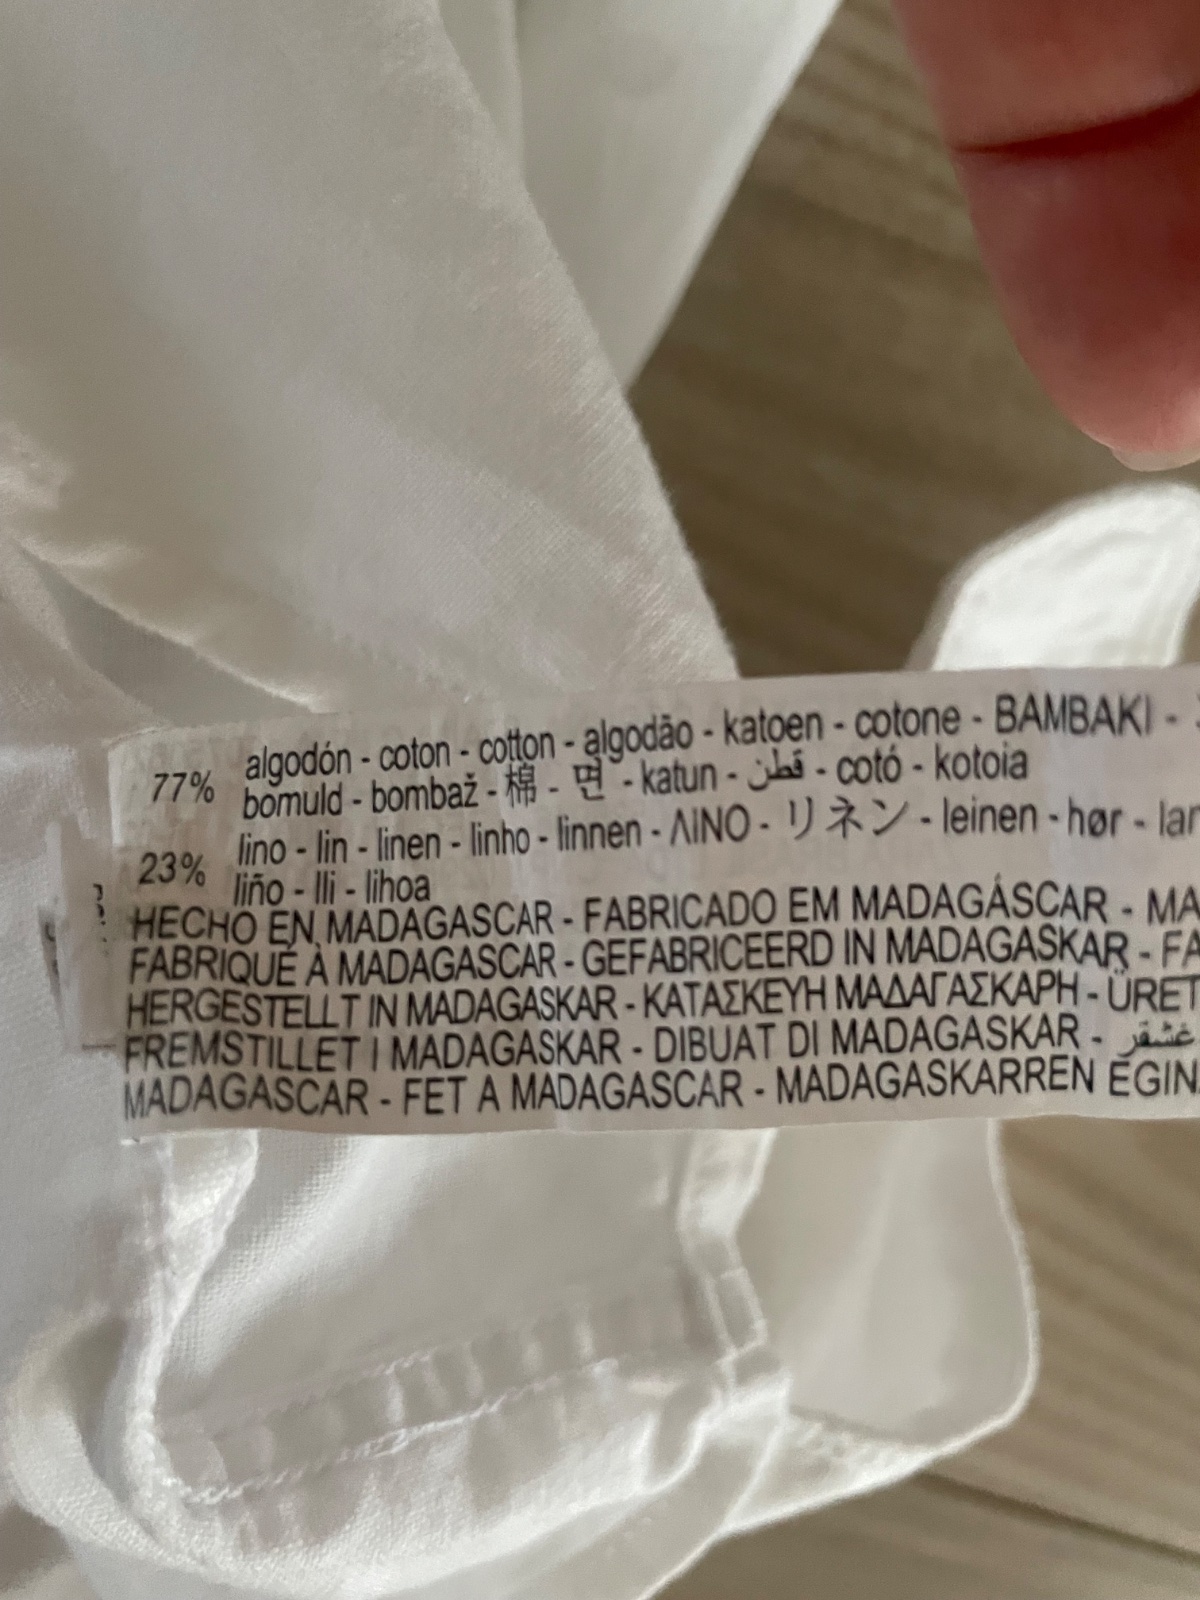 77% algodón - coton - cotton - algodão - katoen - cotone - BAMBAKI -
bomuld - bombaž - 棉 - 면 - katun - قطن - cotó - kotoia
23% lino - lin - linen - linho - linnen - ΛΙΝΟ - リネン - leinen - hør -
liño - lli - lihoa
HECHO EN MADAGASCAR - FABRICADO EM MADAGÁSCAR -
FABRIQUÉ À MADAGASCAR - GEFABRICEERD IN MADAGASKAR -
HERGESTELLT IN MADAGASKAR - ΚΑΤΑΣΚΕΥΗ ΜΑΔΑΓΑΣΚΑΡΗ -
FREMSTILLET I MADAGASKAR - DIBUAT DI MADAGASKAR -
MADAGASCAR - FET A MADAGASCAR - MADAGASKARREN